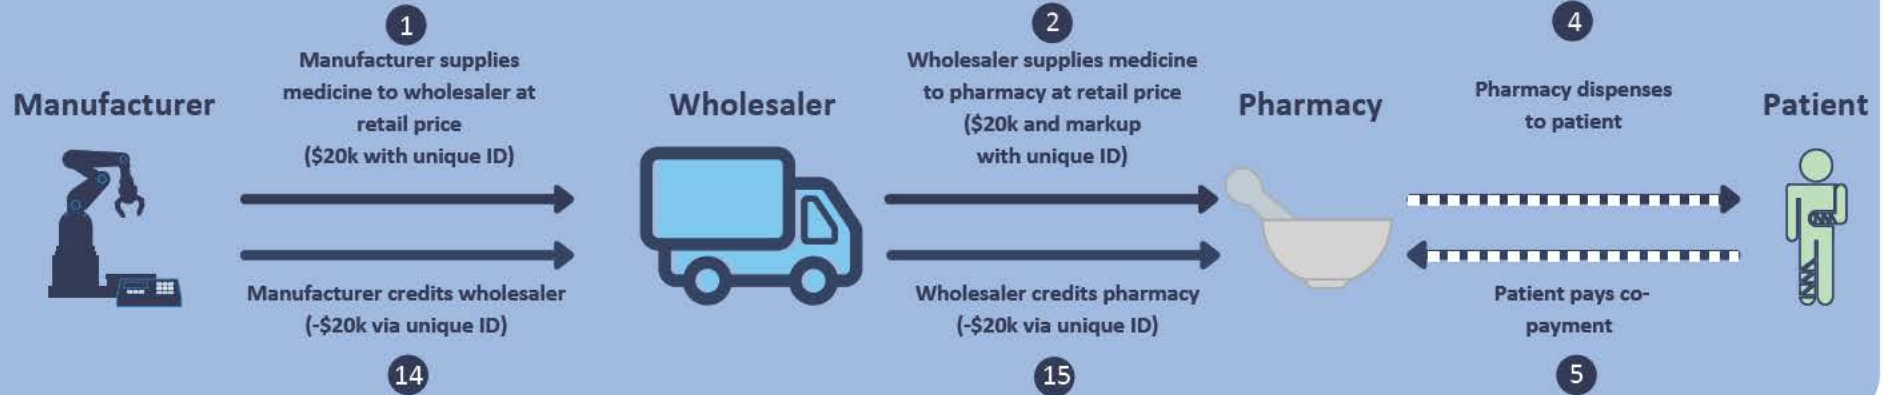 1
Manufacturer supplies
medicine to wholesaler at
retail price
($20k with unique ID)
2
Wholesaler supplies medicine
to pharmacy at retail price
($20k and markup
with unique ID)
4
Pharmacy dispenses
to patient
Manufacturer
Wholesaler
Pharmacy
Patient
Manufacturer credits wholesaler
(-$20k via unique ID)
14
Wholesaler credits pharmacy
(-$20k via unique ID)
15
Patient pays co-
payment
5